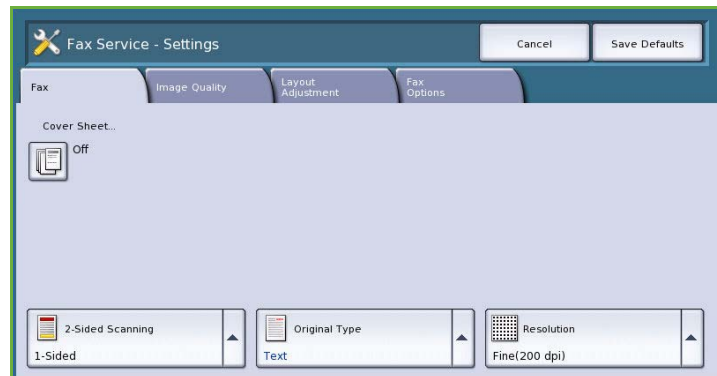 Fax Service - Settings
Cancel
Save Defaults
Fax
Image Quality
Layout
Adjustment
Fax
Options
Cover Sheet...
Off
2-Sided Scanning
1-Sided
Original Type
Text
Resolution
Fine(200 dpi)